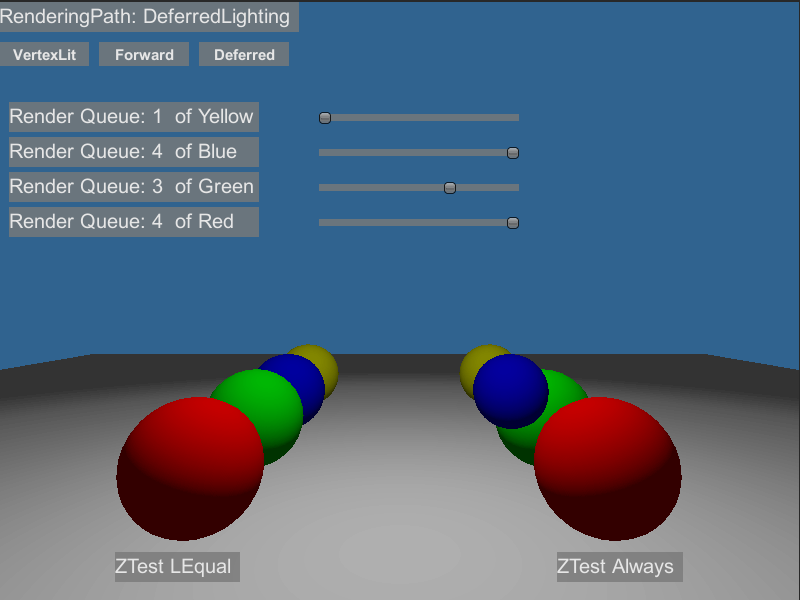 RenderingPath: DeferredLighting
VertexLit Forward Deferred
Render Queue: 1 of Yellow
Render Queue: 4 of Blue
Render Queue: 3 of Green
Render Queue: 4 of Red
ZTest LEqual ZTest Always